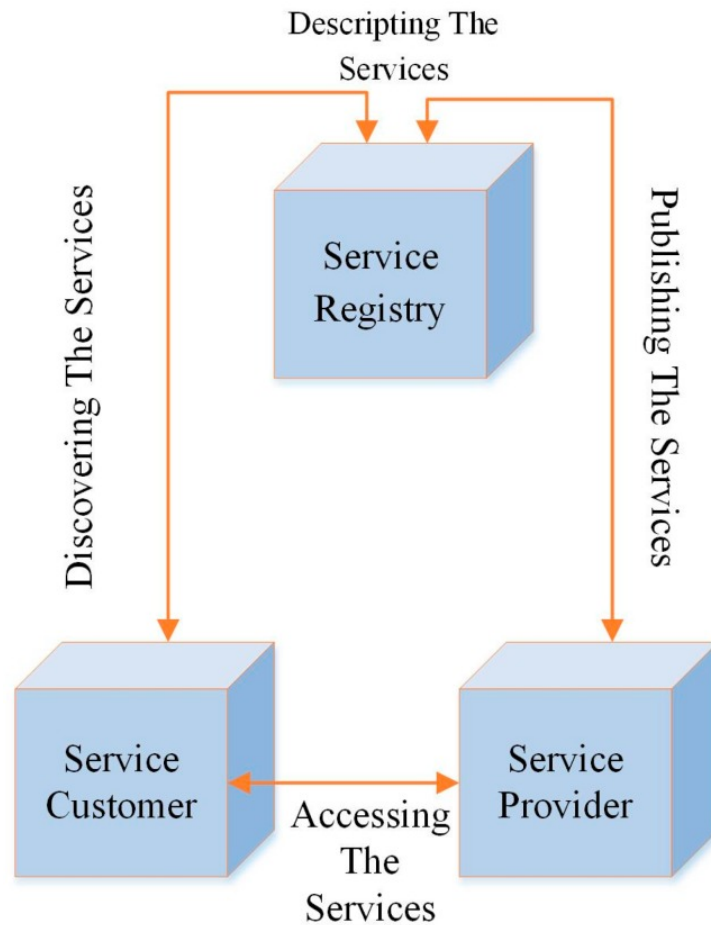 Descripting The
Services
Service
Registry
Discovering The Services
Publishing The Services
Service
Customer
Service
Provider
Accessing
The
Services